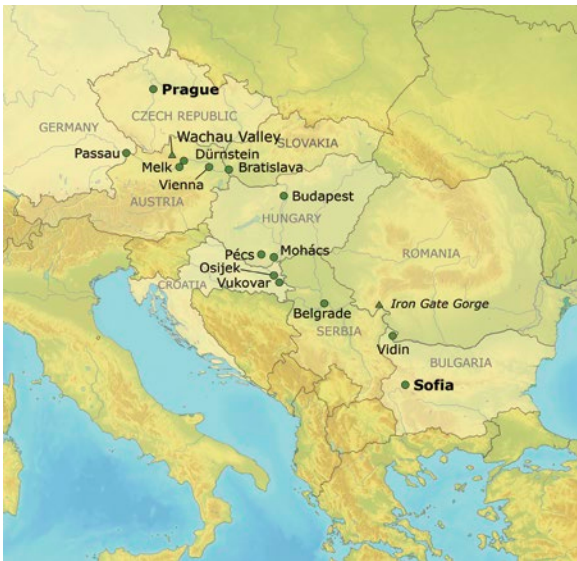 Prague
CZECH REPUBLIC
GERMANY
Wachau Valley
SLOVAKIA
Passau
Dürnstein
Melk
Bratislava
Vienna
AUSTRIA
Budapest
HUNGARY
Pécs
Mohács
ROMANIA
Osijek
CROATIA
Vukovar
Iron Gate Gorge
Belgrade
SERBIA
Vidin
BULGARIA
Sofia